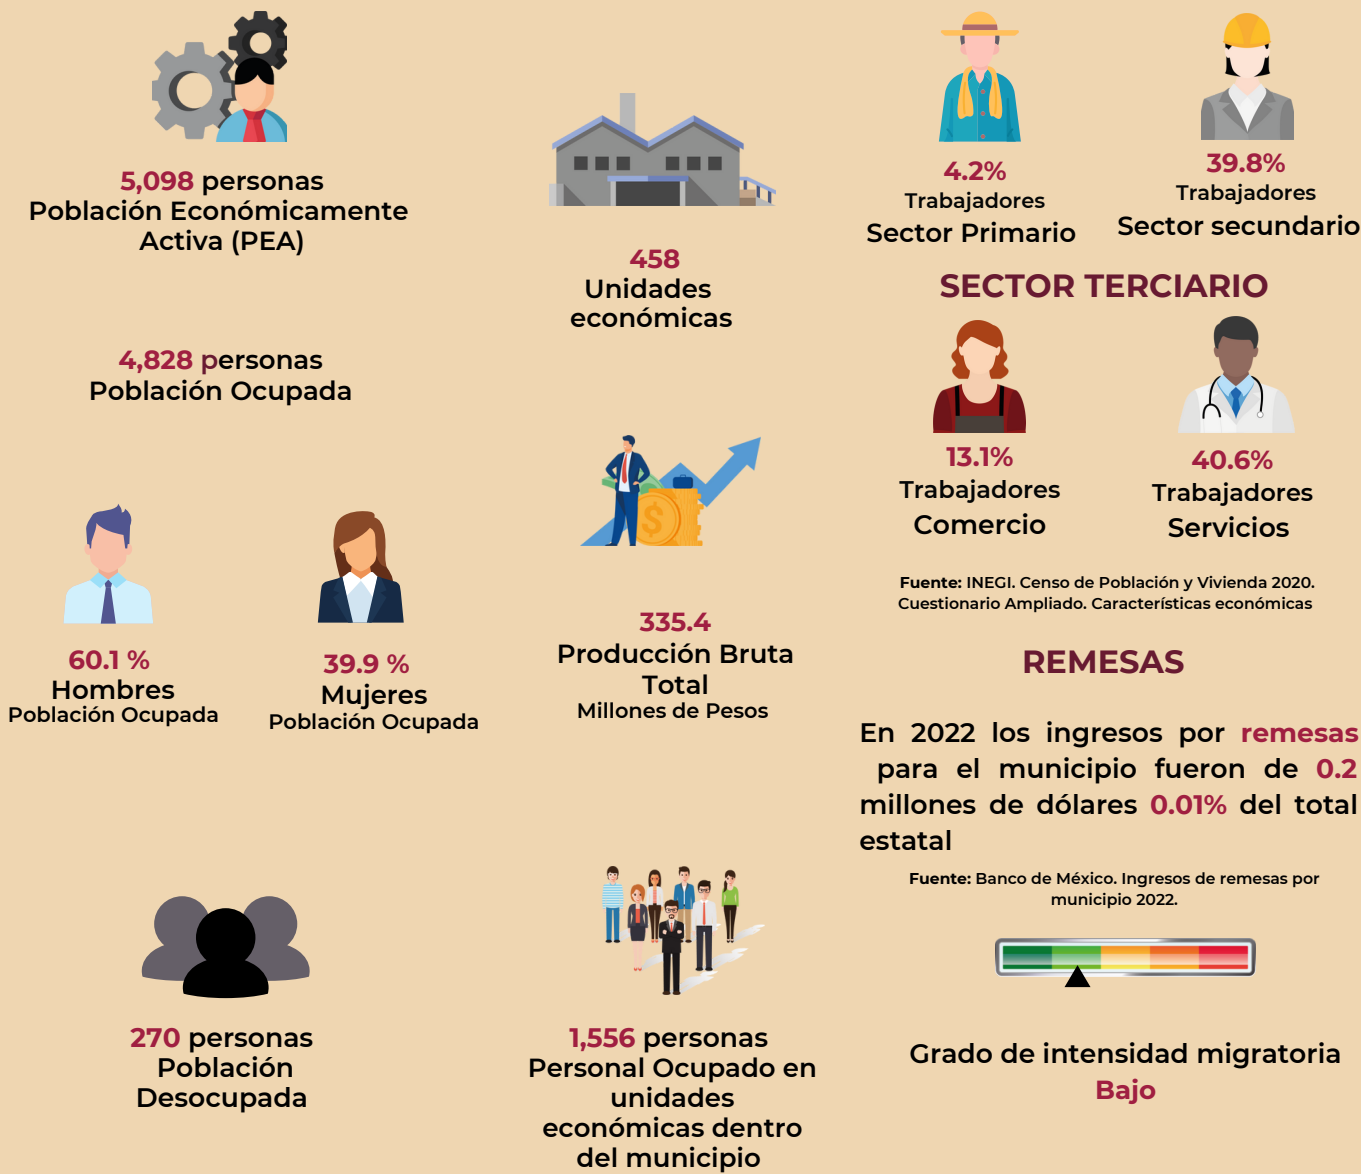 5,098 personas
Población Económicamente
Activa (PEA)
4,828 personas
Población Ocupada
60.1 %
Hombres
Población Ocupada
39.9 %
Mujeres
Población Ocupada
270 personas
Población
Desocupada
458
Unidades
económicas
335.4
Producción Bruta
Total
Millones de Pesos
1,556 personas
Personal Ocupado en
unidades
económicas dentro
del municipio
4.2%
Trabajadores
Sector Primario
39.8%
Trabajadores
Sector secundario
SECTOR TERCIARIO
13.1%
Trabajadores
Comercio
40.6%
Trabajadores
Servicios
Fuente: INEGI. Censo de Población y Vivienda 2020.
Cuestionario Ampliado. Características económicas
REMESAS
En 2022 los ingresos por remesas
para el municipio fueron de 0.2
millones de dólares 0.01% del total
estatal
Fuente: Banco de México. Ingresos de remesas por
municipio 2022.
Grado de intensidad migratoria
Bajo